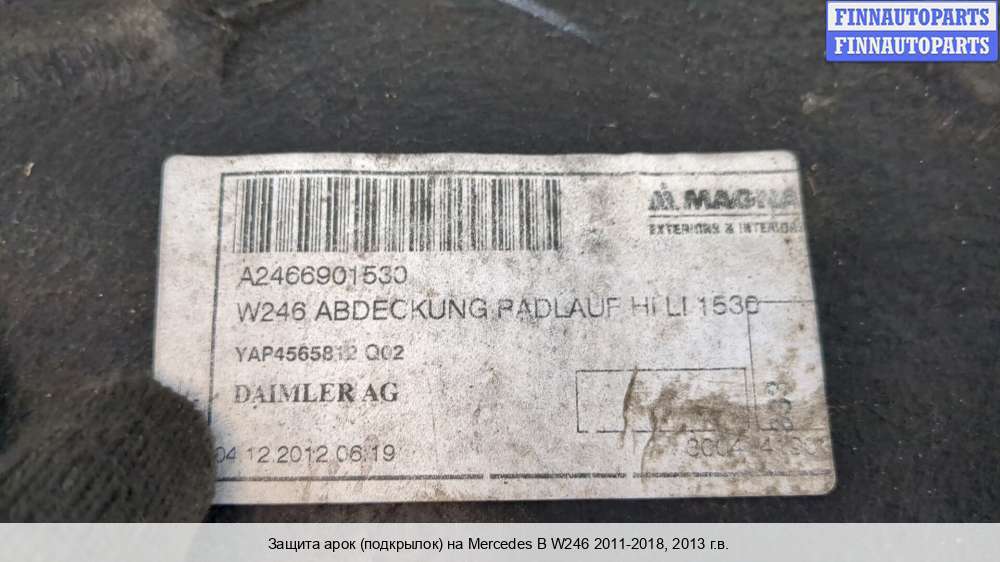 FINNAUTOPARTS
FINNAUTOPARTS
MAGNA
EXTERIORS & INTERIORS
A2466901530
W246 ABDECKUNG RADLAUF HI LI 1530
YAP4565812 Q02
DAIMLER AG
04.12.2012 06:19
Защита арок (подкрылок) на Mercedes B W246 2011-2018, 2013 г.в.